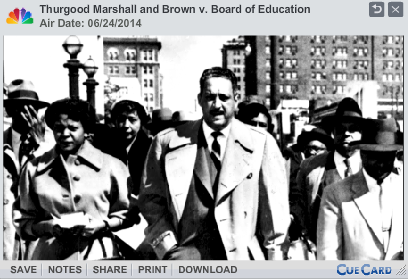 Thurgood Marshall and Brown v. Board of Education
Air Date: 06/24/2014
SAVE NOTES SHARE PRINT DOWNLOAD
CUECARD